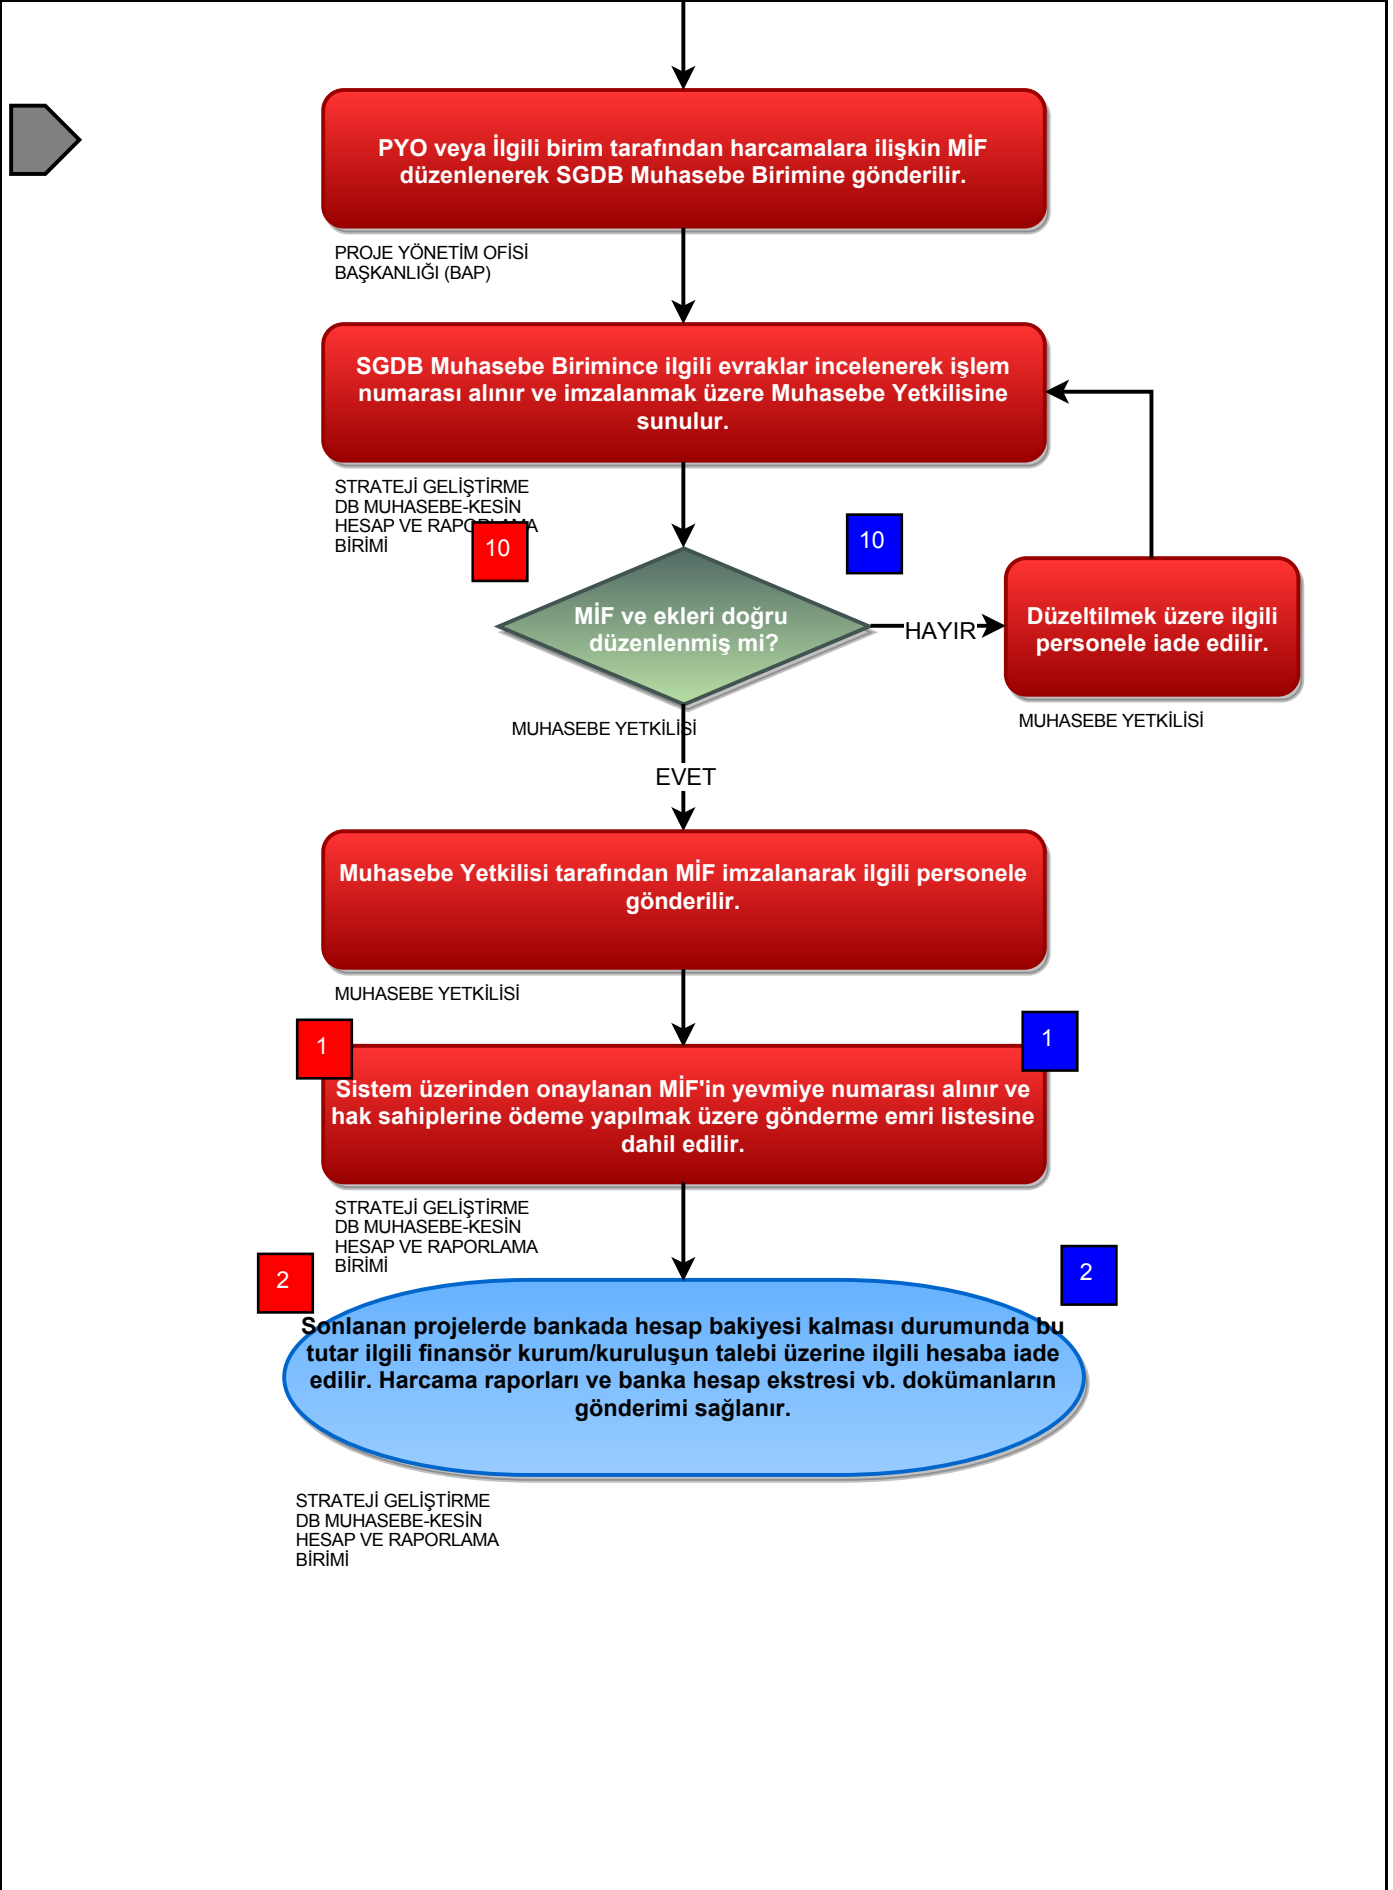 PYO veya İlgili birim tarafından harcamalara ilişkin MİF
düzenlenerek SGDB Muhasebe Birimine gönderilir.
PROJE YÖNETİM OFİSİ
BAŞKANLIĞI (BAP)
SGDB Muhasebe Birimince ilgili evraklar incelenerek işlem
numarası alınır ve imzalanmak üzere Muhasebe Yetkilisine
sunulur.
STRATEJİ GELİŞTİRME
DB MUHASEBE-KESİN
HESAP VE RAPORLAMA
BİRİMİ
10
10
MİF ve ekleri doğru
düzenlenmiş mi?
HAYIR
Düzeltilmek üzere ilgili
personele iade edilir.
MUHASEBE YETKİLİSİ
MUHASEBE YETKİLİSİ
EVET
Muhasebe Yetkilisi tarafından MİF imzalanarak ilgili personele
gönderilir.
MUHASEBE YETKİLİSİ
1
1
Sistem üzerinden onaylanan MİF'in yevmiye numarası alınır ve
hak sahiplerine ödeme yapılmak üzere gönderme emri listesine
dahil edilir.
STRATEJİ GELİŞTİRME
DB MUHASEBE-KESİN
HESAP VE RAPORLAMA
BİRİMİ
2
2
Sonlanan projelerde bankada hesap bakiyesi kalması durumunda bu
tutar ilgili finansör kurum/kuruluşun talebi üzerine ilgili hesaba iade
edilir. Harcama raporları ve banka hesap ekstresi vb. dokümanların
gönderimi sağlanır.
STRATEJİ GELİŞTİRME
DB MUHASEBE-KESİN
HESAP VE RAPORLAMA
BİRİMİ